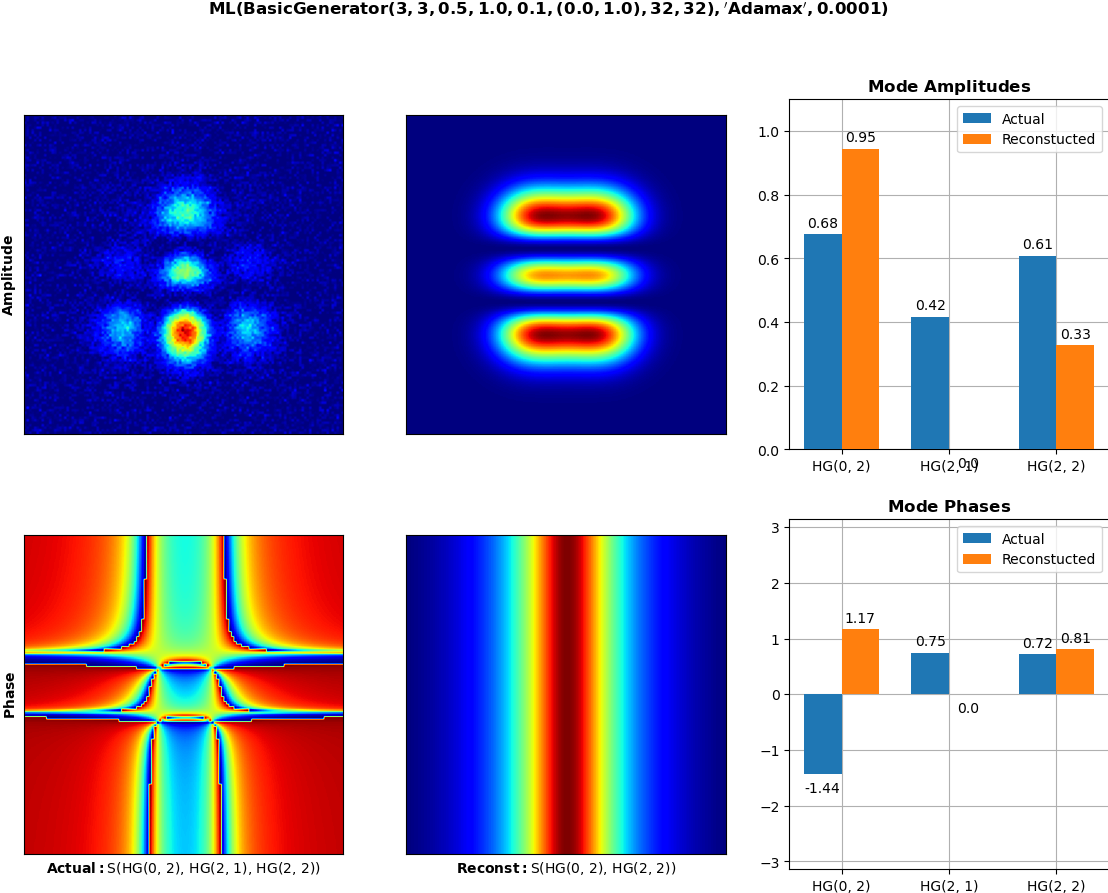 ML(BasicGenerator(3, 3, 0.5, 1.0, 0.1, (0.0, 1.0), 32, 32), ′Adamax′, 0.0001)
Amplitude
Mode Amplitudes
Actual
Reconstucted
1.0
0.8
0.6
0.4
0.2
0.0
0.68
0.95
0.42
0.0
0.61
0.33
HG(0, 2)
HG(2, 1)
HG(2, 2)
Phase
Actual: S(HG(0, 2), HG(2, 1), HG(2, 2))
Reconst: S(HG(0, 2), HG(2, 2))
Mode Phases
Actual
Reconstucted
3
2
1
0
−1
−2
−3
-1.44
1.17
0.75
0.0
0.72
0.81
HG(0, 2)
HG(2, 1)
HG(2, 2)